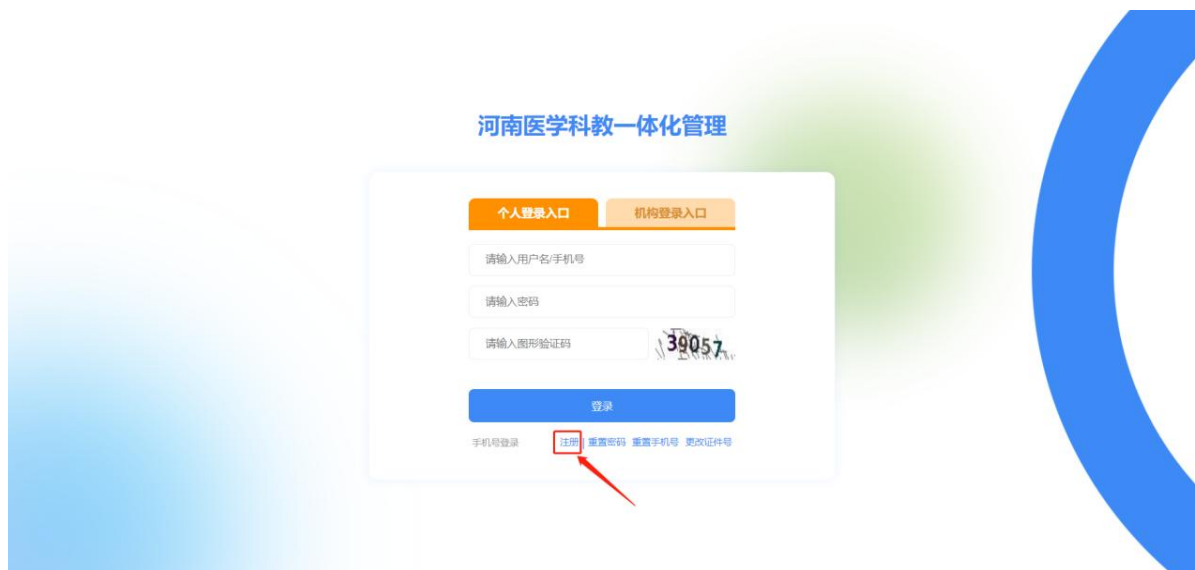 河南医学科教一体化管理
个人登录入口 机构登录入口
请输入用户名/手机号
请输入密码
请输入图形验证码 39057
登录
手机号登录 注册 | 重置密码 重置手机号 更改证件号